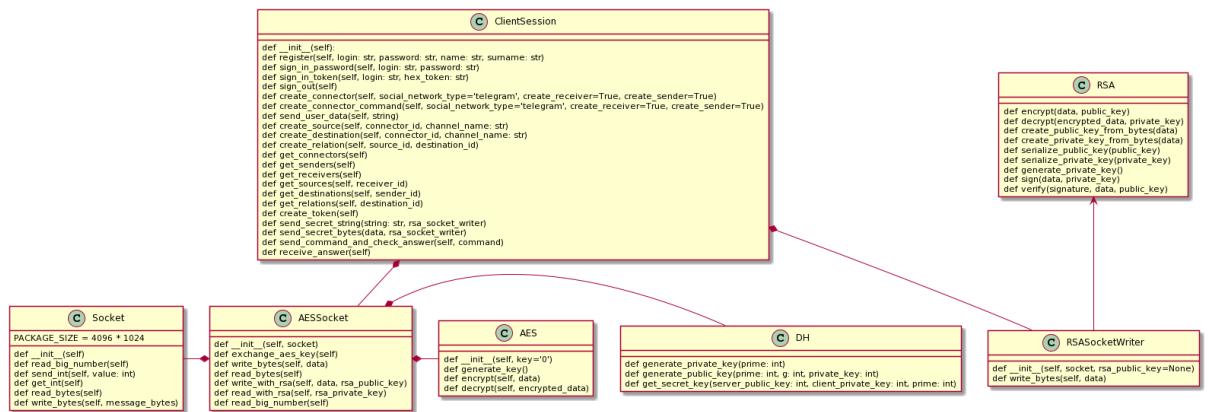 C ClientSession
def __init__(self):
def register(self, login: str, password: str, name: str, surname: str)
def sign_in_password(self, login: str, password: str)
def sign_in_token(self, login: str, hex_token: str)
def sign_out(self)
def create_connector(self, social_network_type='telegram', create_receiver=True, create_sender=True)
def create_connector_command(self, social_network_type='telegram', create_receiver=True, create_sender=True)
def send_user_data(self, string)
def create_source(self, connector_id, channel_name: str)
def create_destination(self, connector_id, channel_name: str)
def create_relation(self, source_id, destination_id)
def get_connectors(self)
def get_senders(self)
def get_receivers(self)
def get_sources(self, receiver_id)
def get_destinations(self, sender_id)
def get_relations(self, destination_id)
def create_token(self)
def send_secret_string(string: str, rsa_socket_writer)
def send_secret_bytes(data, rsa_socket_writer)
def send_command_and_check_answer(self, command)
def receive_answer(self)
C RSA
def encrypt(data, public_key)
def decrypt(encrypted_data, private_key)
def create_public_key_from_bytes(data)
def create_private_key_from_bytes(data)
def serialize_public_key(public_key)
def serialize_private_key(private_key)
def generate_private_key()
def sign(data, private_key)
def verify(signature, data, public_key)
C Socket
PACKAGE_SIZE = 4096 * 1024
def __init__(self)
def read_big_number(self)
def send_int(self, value: int)
def get_int(self)
def read_bytes(self)
def write_bytes(self, message_bytes)
C AESSocket
def __init__(self, socket)
def exchange_aes_key(self)
def write_bytes(self, data)
def read_bytes(self)
def write_with_rsa(self, data, rsa_public_key)
def read_with_rsa(self, rsa_private_key)
def read_big_number(self)
C AES
def __init__(self, key='0')
def generate_key()
def encrypt(self, data)
def decrypt(self, encrypted_data)
C DH
def generate_private_key(prime: int)
def generate_public_key(prime: int, g: int, private_key: int)
def get_secret_key(server_public_key: int, client_private_key: int, prime: int)
C RSASocketWriter
def __init__(self, socket, rsa_public_key=None)
def write_bytes(self, data)